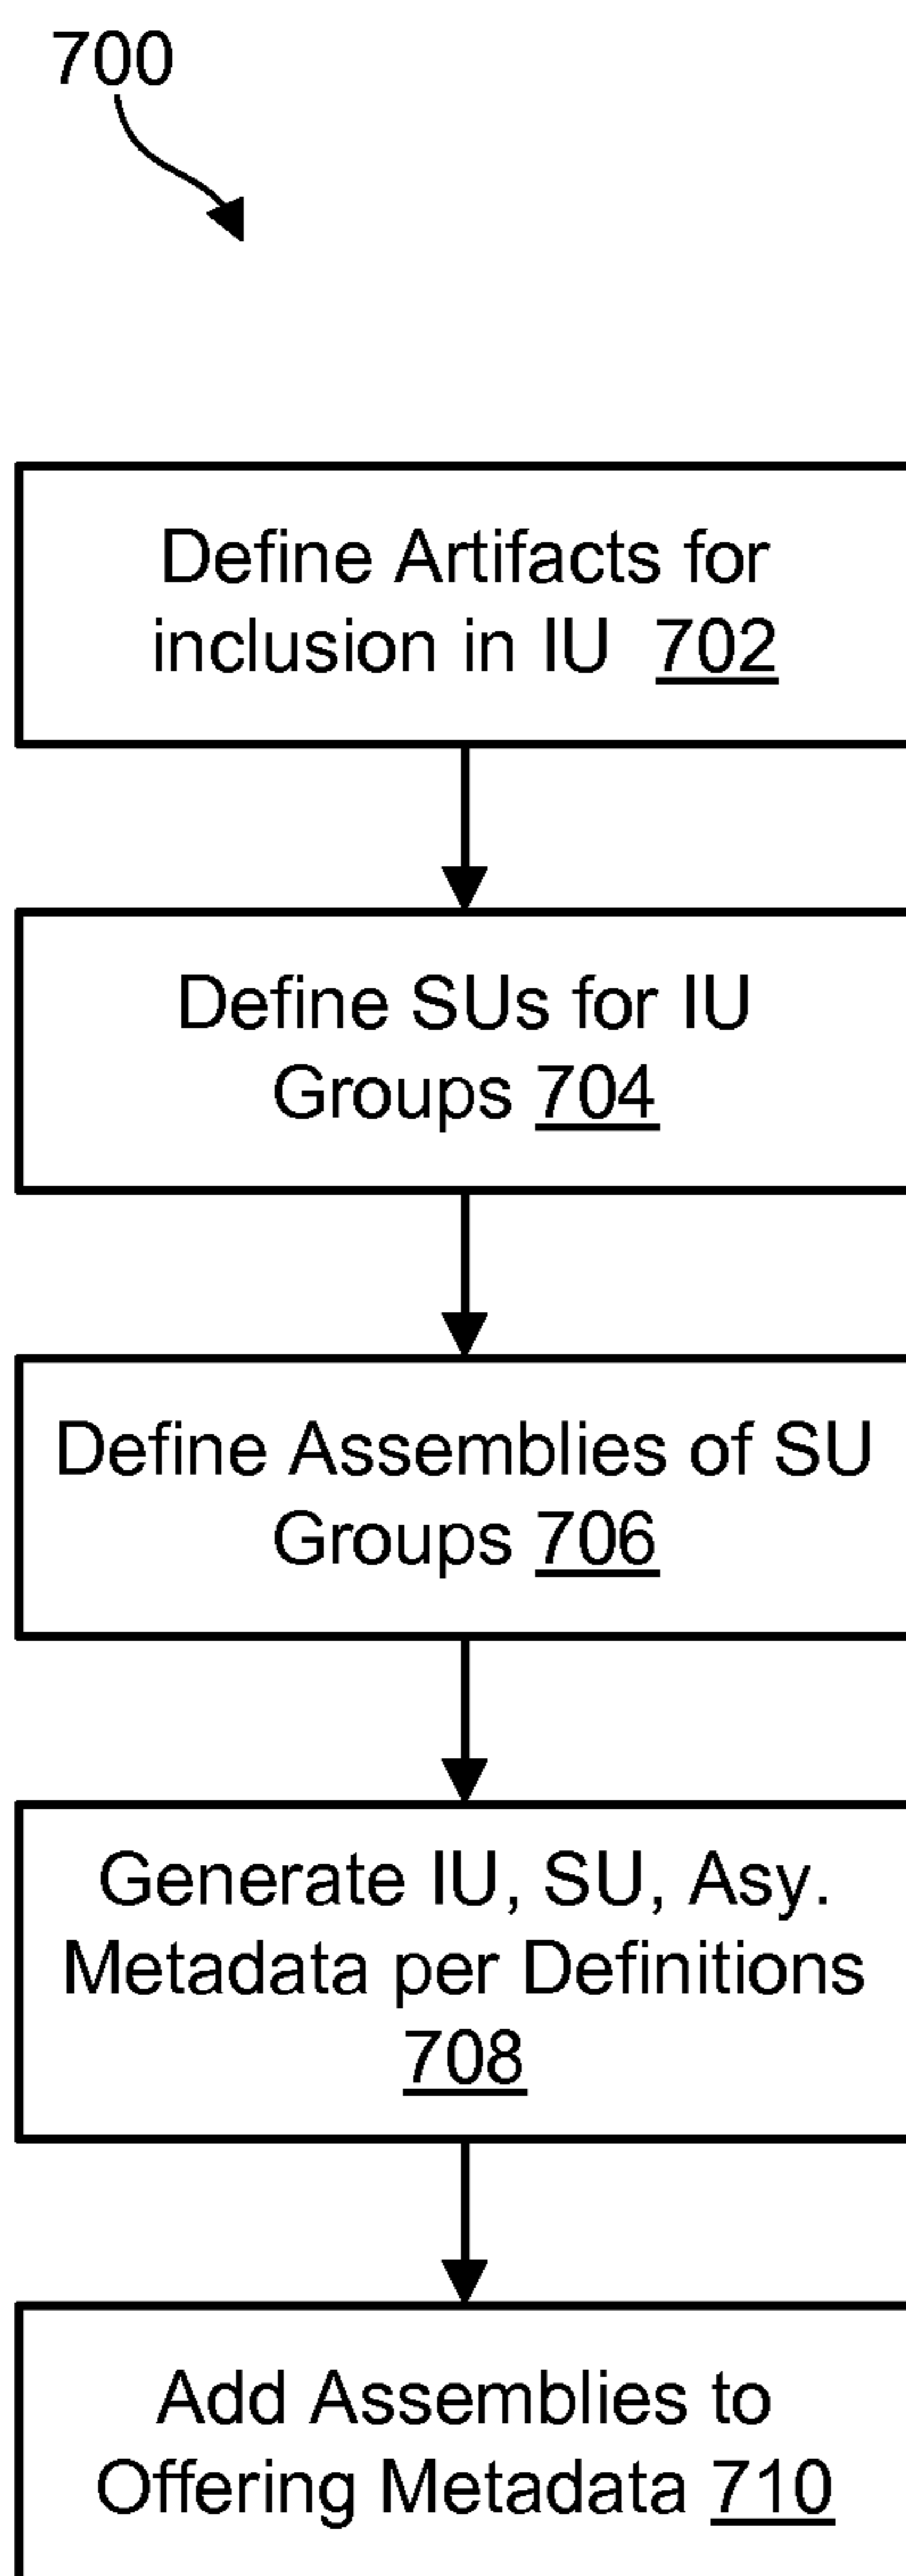 700
Define Artifacts for
inclusion in IU 702
Define SUs for IU
Groups 704
Define Assemblies of SU
Groups 706
Generate IU, SU, Asy.
Metadata per Definitions
708
Add Assemblies to
Offering Metadata 710